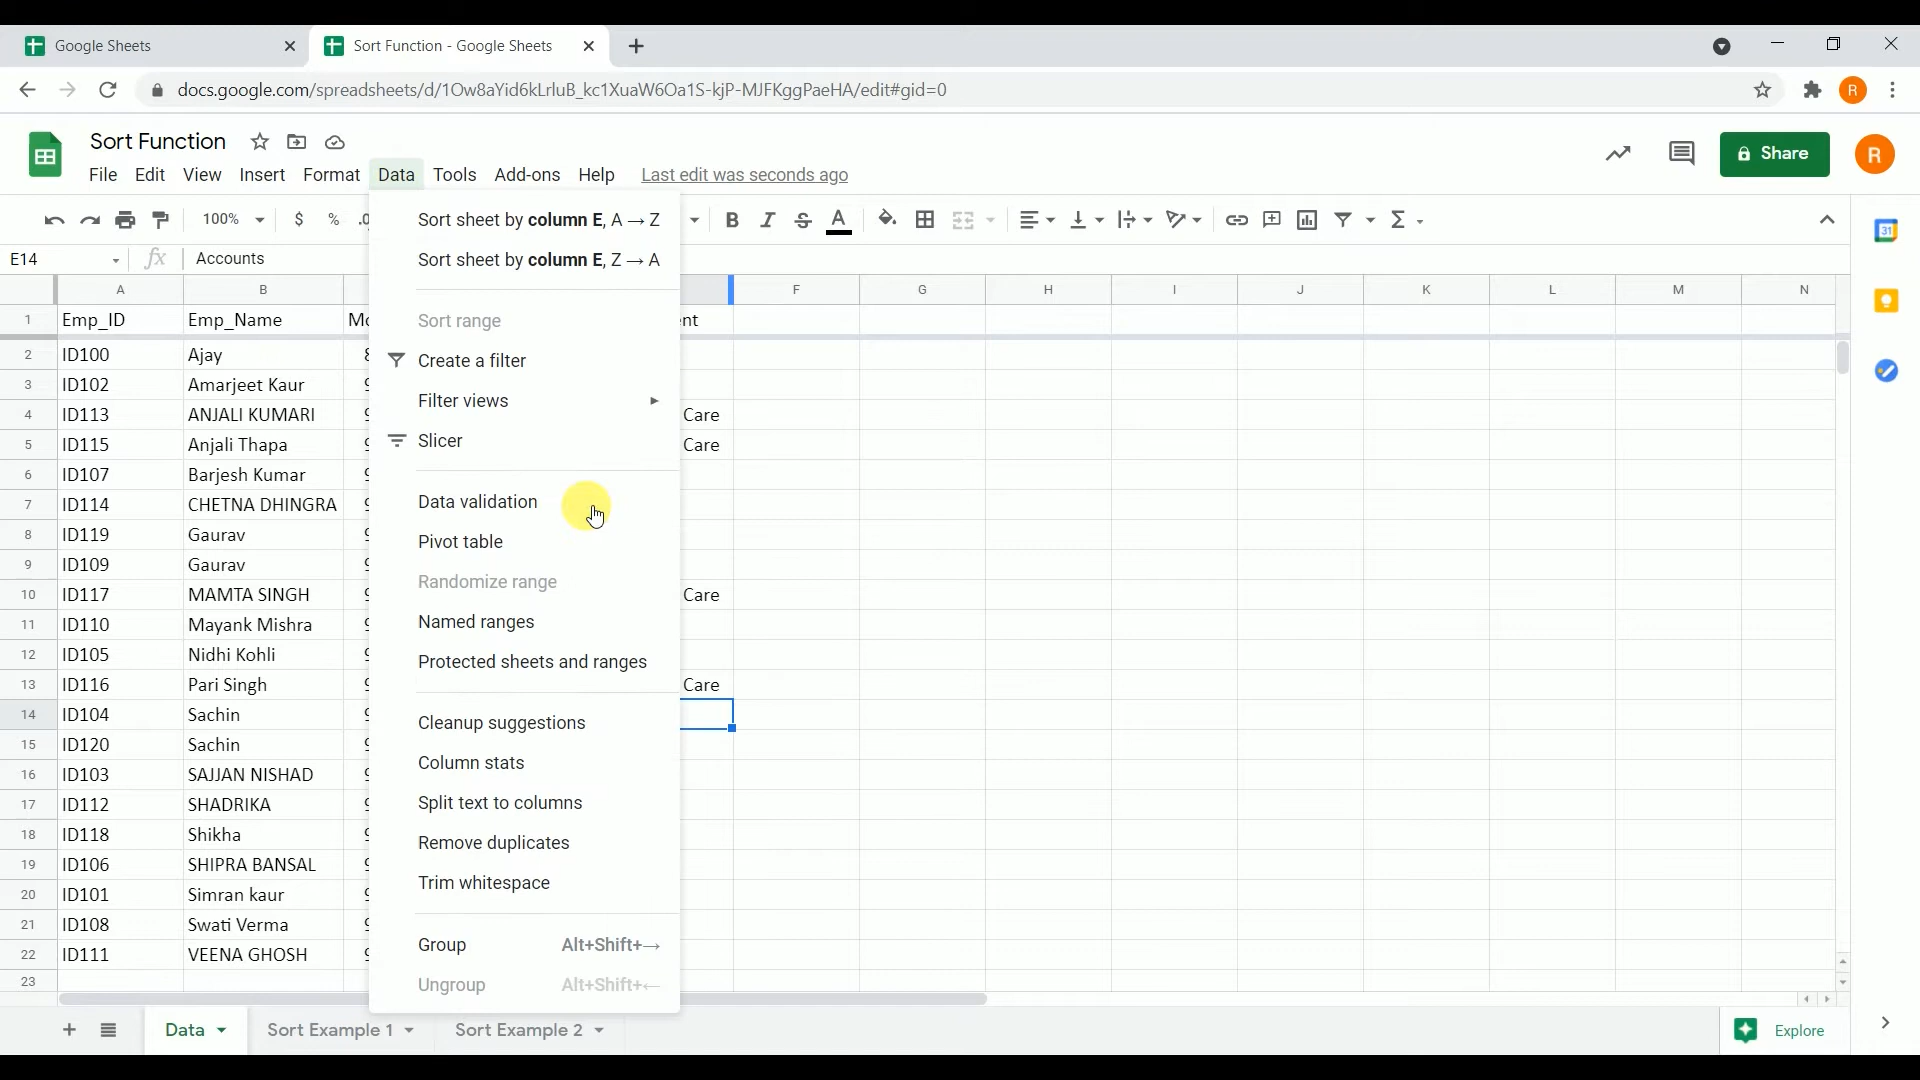 Google Sheets
Sort Function - Google Sheets
docs.google.com/spreadsheets/d/1Ow8aYid6kLrluB_kc1XuaW6Oa1S-kjP-MJFKggPaeHA/edit#gid=0
R
Sort Function
Share
R
File Edit View Insert Format Data Tools Add-ons Help Last edit was seconds ago
100% $ % .0 B I S A Σ
31
E14 fx Accounts
A B F G H I J K L M N
1 Emp_ID Emp_Name Mo nt
2 ID100 Ajay
3 ID102 Amarjeet Kaur
4 ID113 ANJALI KUMARI Care
5 ID115 Anjali Thapa Care
6 ID107 Barjesh Kumar
7 ID114 CHETNA DHINGRA
8 ID119 Gaurav
9 ID109 Gaurav
10 ID117 MAMTA SINGH Care
11 ID110 Mayank Mishra
12 ID105 Nidhi Kohli
13 ID116 Pari Singh Care
14 ID104 Sachin
15 ID120 Sachin
16 ID103 SAJJAN NISHAD
17 ID112 SHADRIKA
18 ID118 Shikha
19 ID106 SHIPRA BANSAL
20 ID101 Simran kaur
21 ID108 Swati Verma
22 ID111 VEENA GHOSH
23
Sort sheet by column E, A → Z
Sort sheet by column E, Z → A
Sort range
Create a filter
Filter views
Slicer
Data validation
Pivot table
Randomize range
Named ranges
Protected sheets and ranges
Cleanup suggestions
Column stats
Split text to columns
Remove duplicates
Trim whitespace
Group Alt+Shift+→
Ungroup Alt+Shift+←
Data Sort Example 1 Sort Example 2
Explore